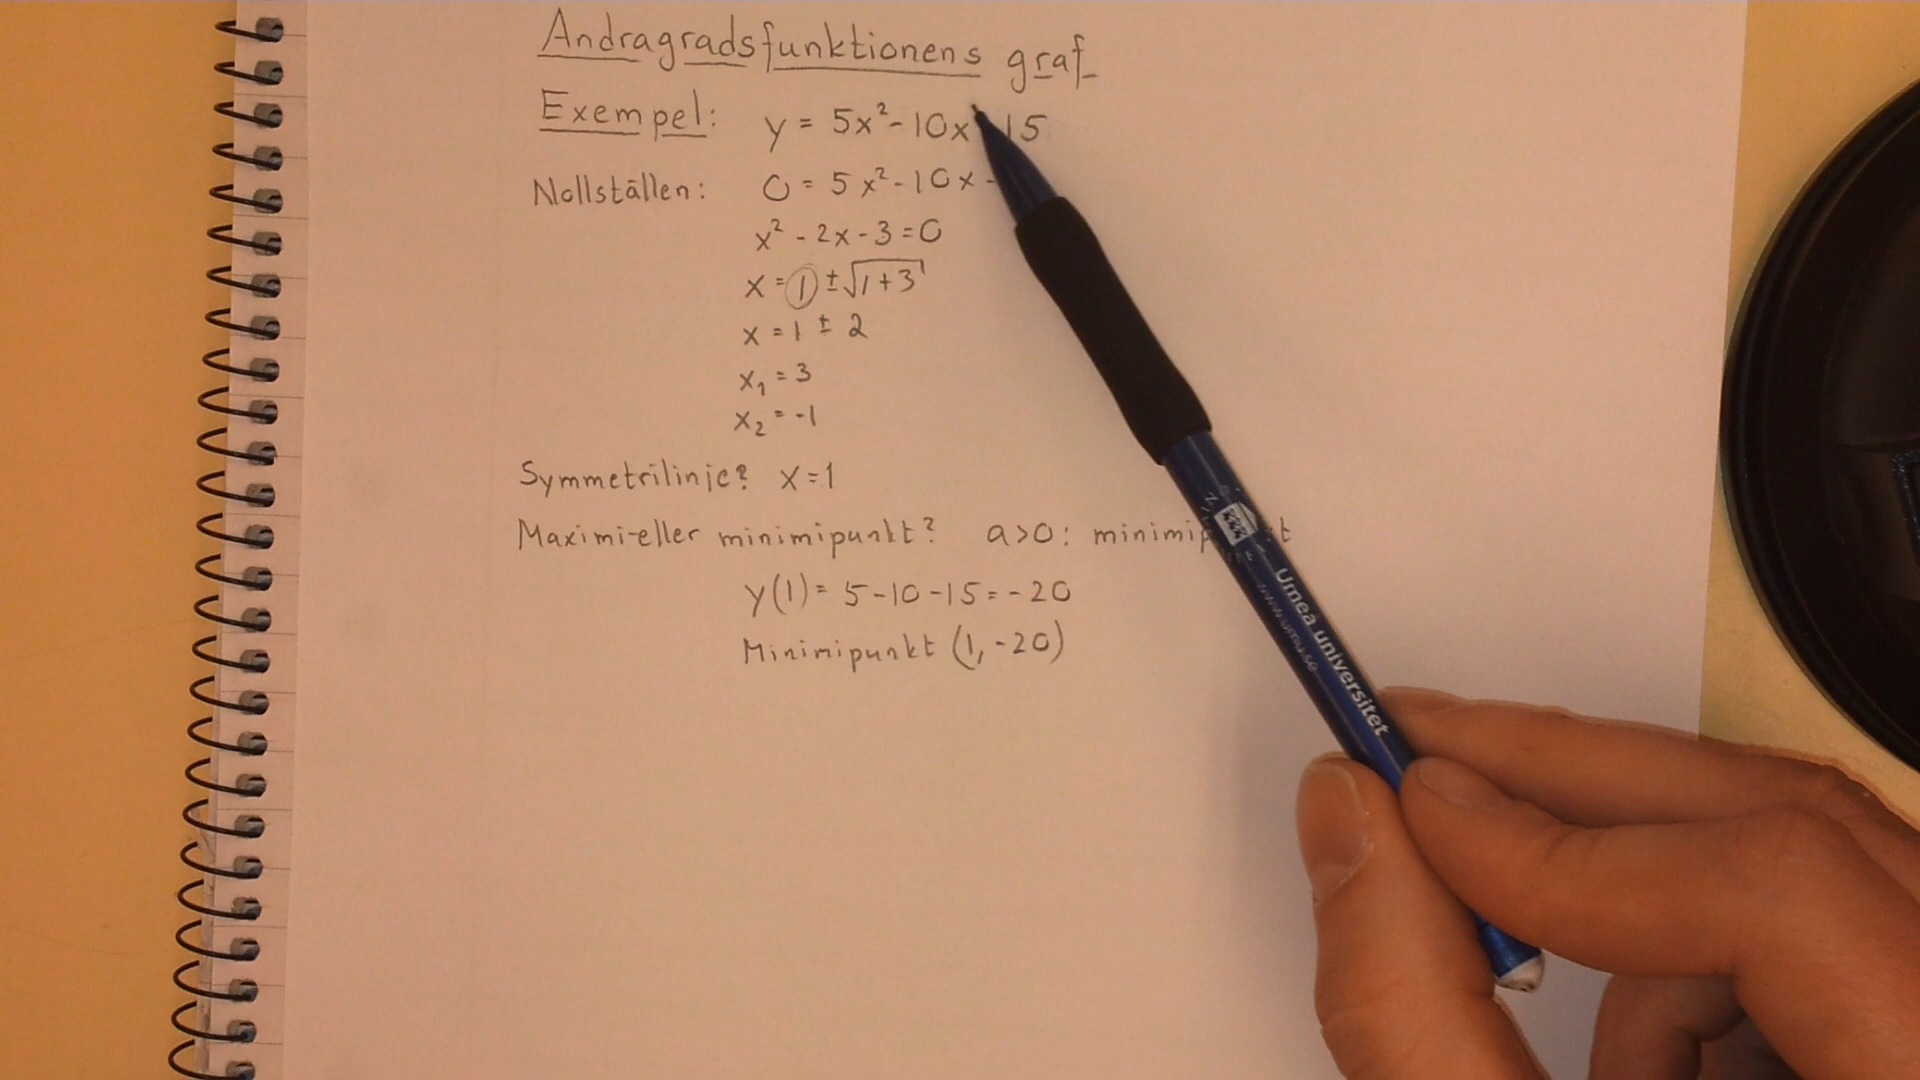 Andragradsfunktionens graf
Exempel: y = 5x² - 10x 15
Nollställen: 0 = 5x² - 10x -
x² - 2x - 3 = 0
x = 1 ± √1+3
x = 1 ± 2
x₁ = 3
x₂ = -1
Symmetrilinje? x = 1
Maximi-eller minimipunkt? a>0:
y(1) = 5 - 10 - 15 = -20
Minimipunkt (1, -20)
Umeå universitet